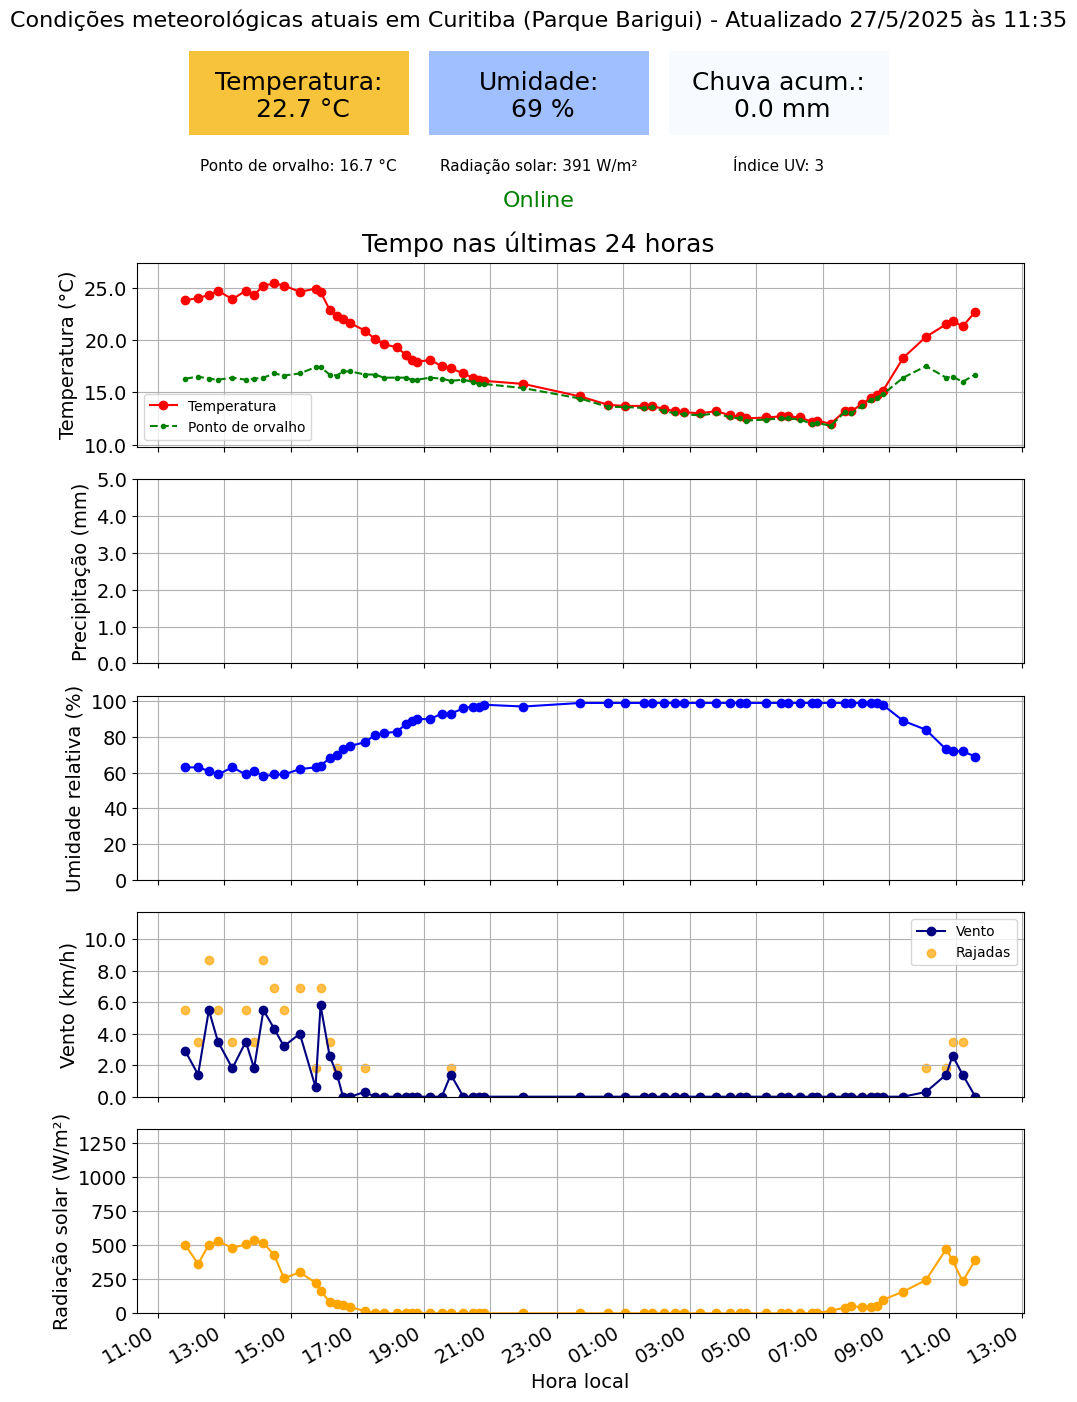 Condições meteorológicas atuais em Curitiba (Parque Barigui) - Atualizado 27/5/2025 às 11:35
Temperatura:
22.7 °C
Umidade:
69 %
Chuva acum.:
0.0 mm
Ponto de orvalho: 16.7 °C
Radiação solar: 391 W/m²
Índice UV: 3
Online
Tempo nas últimas 24 horas
Temperatura (°C)
25.0
20.0
15.0
10.0
Temperatura
Ponto de orvalho
Precipitação (mm)
5.0
4.0
3.0
2.0
1.0
0.0
Umidade relativa (%)
100
80
60
40
20
0
Vento (km/h)
10.0
8.0
6.0
4.0
2.0
0.0
Vento
Rajadas
Radiação solar (W/m²)
1250
1000
750
500
250
0
11:00
13:00
15:00
17:00
19:00
21:00
23:00
01:00
03:00
05:00
07:00
09:00
11:00
13:00
Hora local